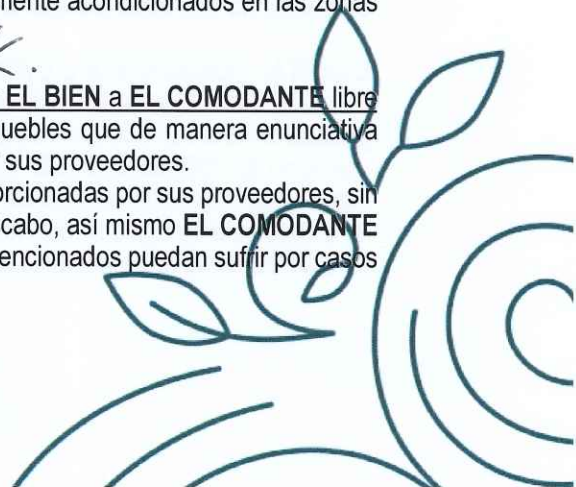 mente acondicionados en las zonas
EL BIEN a EL COMODANTE libre
uebles que de manera enunciativa
sus proveedores.
orcionadas por sus proveedores, sin
cabo, así mismo EL COMODANTE
encionados puedan sufrir por casos